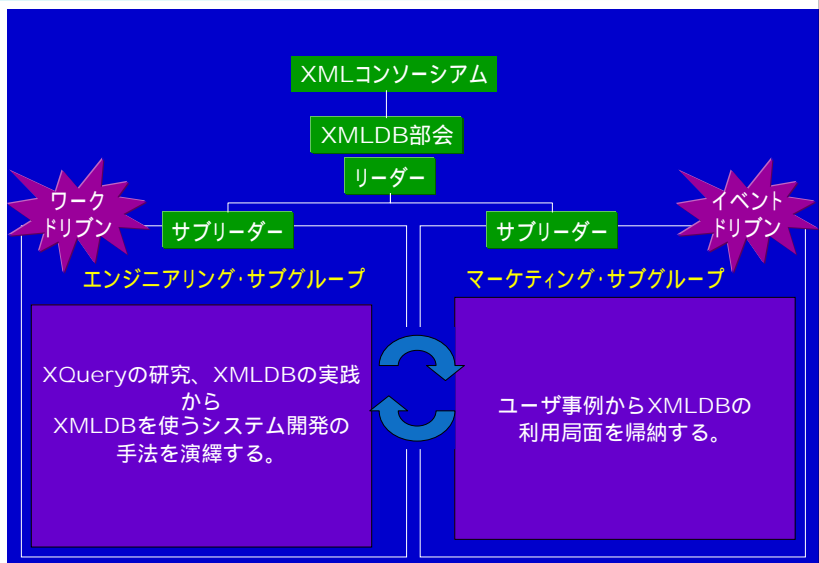 XMLコンソーシアム
XMLDB部会
リーダー
ワーク
ドリブン
サブリーダー
エンジニアリング・サブグループ
XQueryの研究、XMLDBの実践
から
XMLDBを使うシステム開発の
手法を演繹する。
イベント
ドリブン
サブリーダー
マーケティング・サブグループ
ユーザ事例からXMLDBの
利用局面を帰納する。